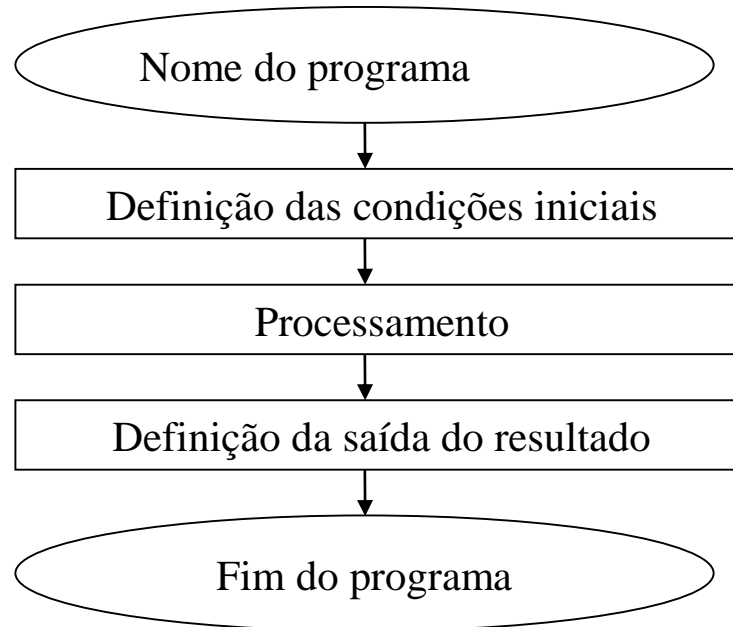 Nome do programa
Definição das condições iniciais
Processamento
Definição da saída do resultado
Fim do programa